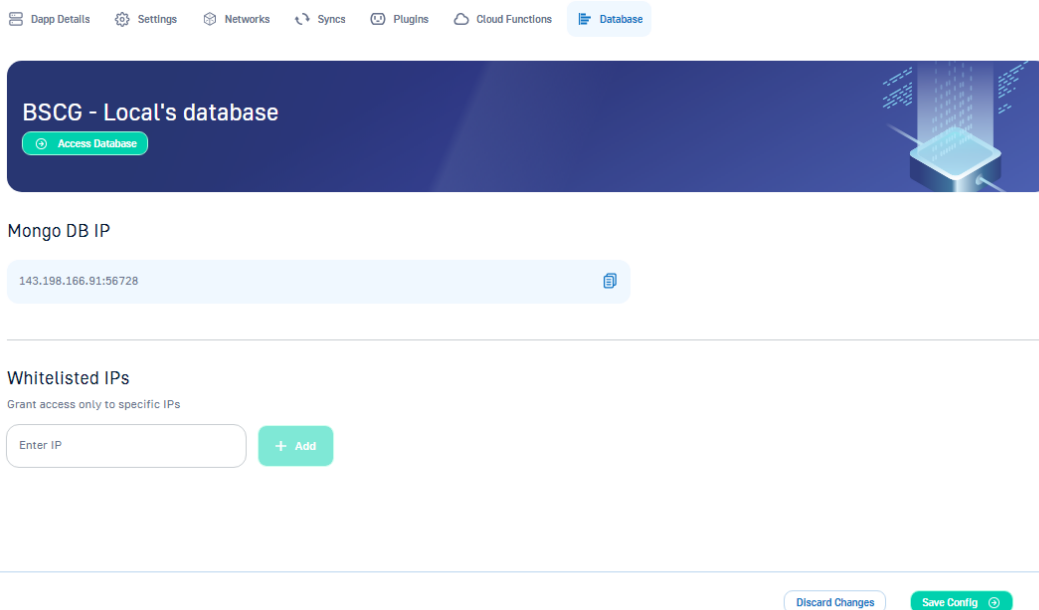 Dapp Details Settings Networks Syncs Plugins Cloud Functions Database
BSCG - Local's database
Access Database
Mongo DB IP
143.198.166.91:56728
Whitelisted IPs
Grant access only to specific IPs
Enter IP + Add
Discard Changes Save Config